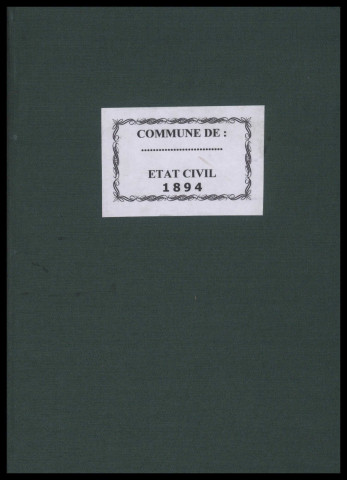 COMMUNE DE :
..............................
ETAT CIVIL
1894